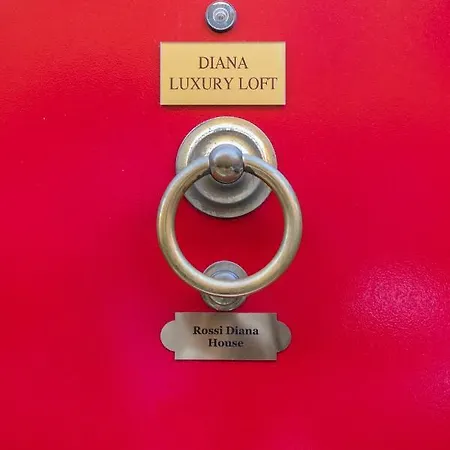 DIANA
LUXURY LOFT
Rossi Diana
House